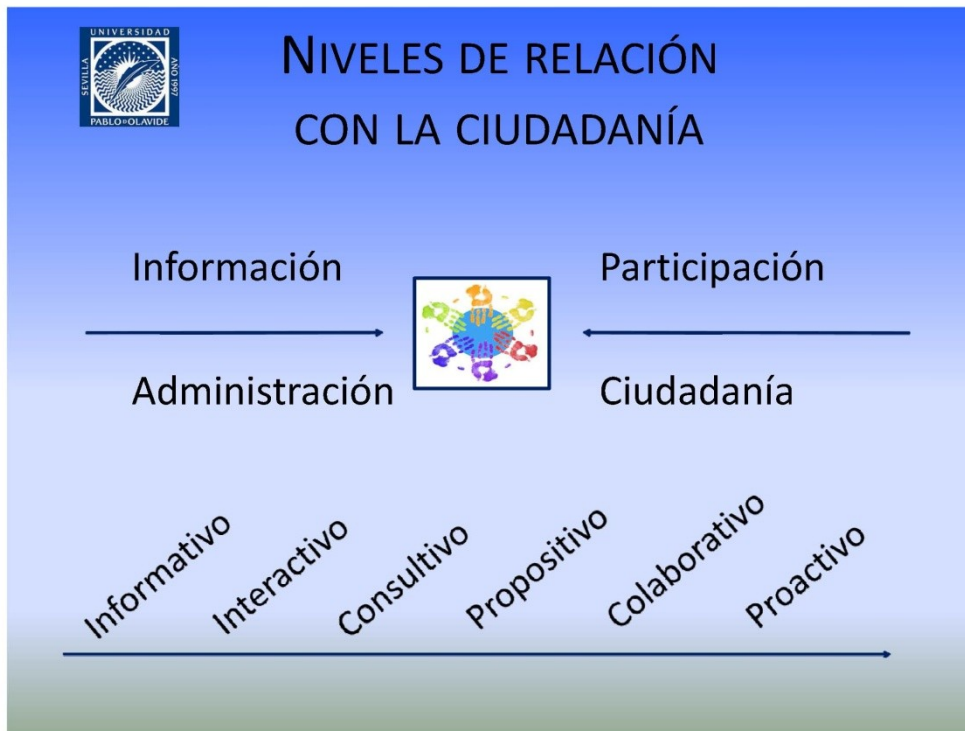 UNIVERSIDAD
SEVILLA
AÑO 1997
PABLO DE OLAVIDE
NIVELES DE RELACIÓN
CON LA CIUDADANÍA
Información
Participación
Administración
Ciudadanía
Informativo
Interactivo
Consultivo
Propositivo
Colaborativo
Proactivo